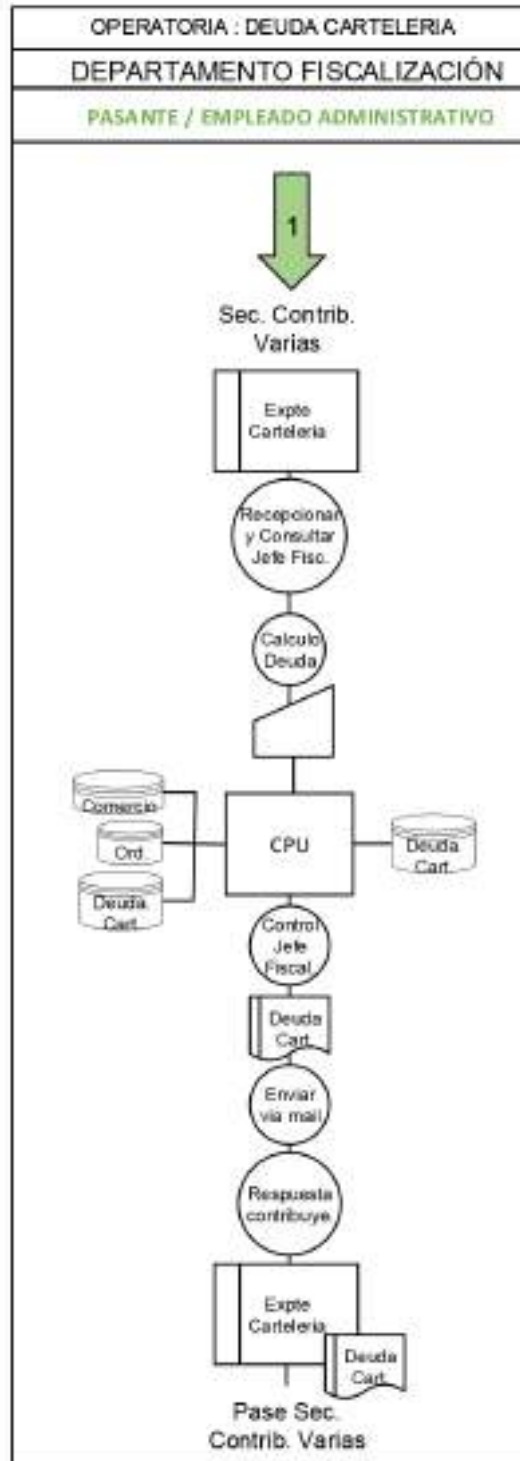 OPERATORIA : DEUDA CARTELERIA
DEPARTAMENTO FISCALIZACIÓN
PASANTE / EMPLEADO ADMINISTRATIVO
1
Sec. Contrib.
Varias
Expte
Carteleria
Recepcionar
y Consultar
Jefe Fisc.
Calculo
Deuda
Comercio
Ord.
Deuda
Cart.
CPU
Deuda
Cart.
Control
Jefe
Fiscal.
Deuda
Cart.
Enviar
via mail
Respuesta
contribuye.
Expte
Carteleria
Deuda
Cart.
Pase Sec.
Contrib. Varias